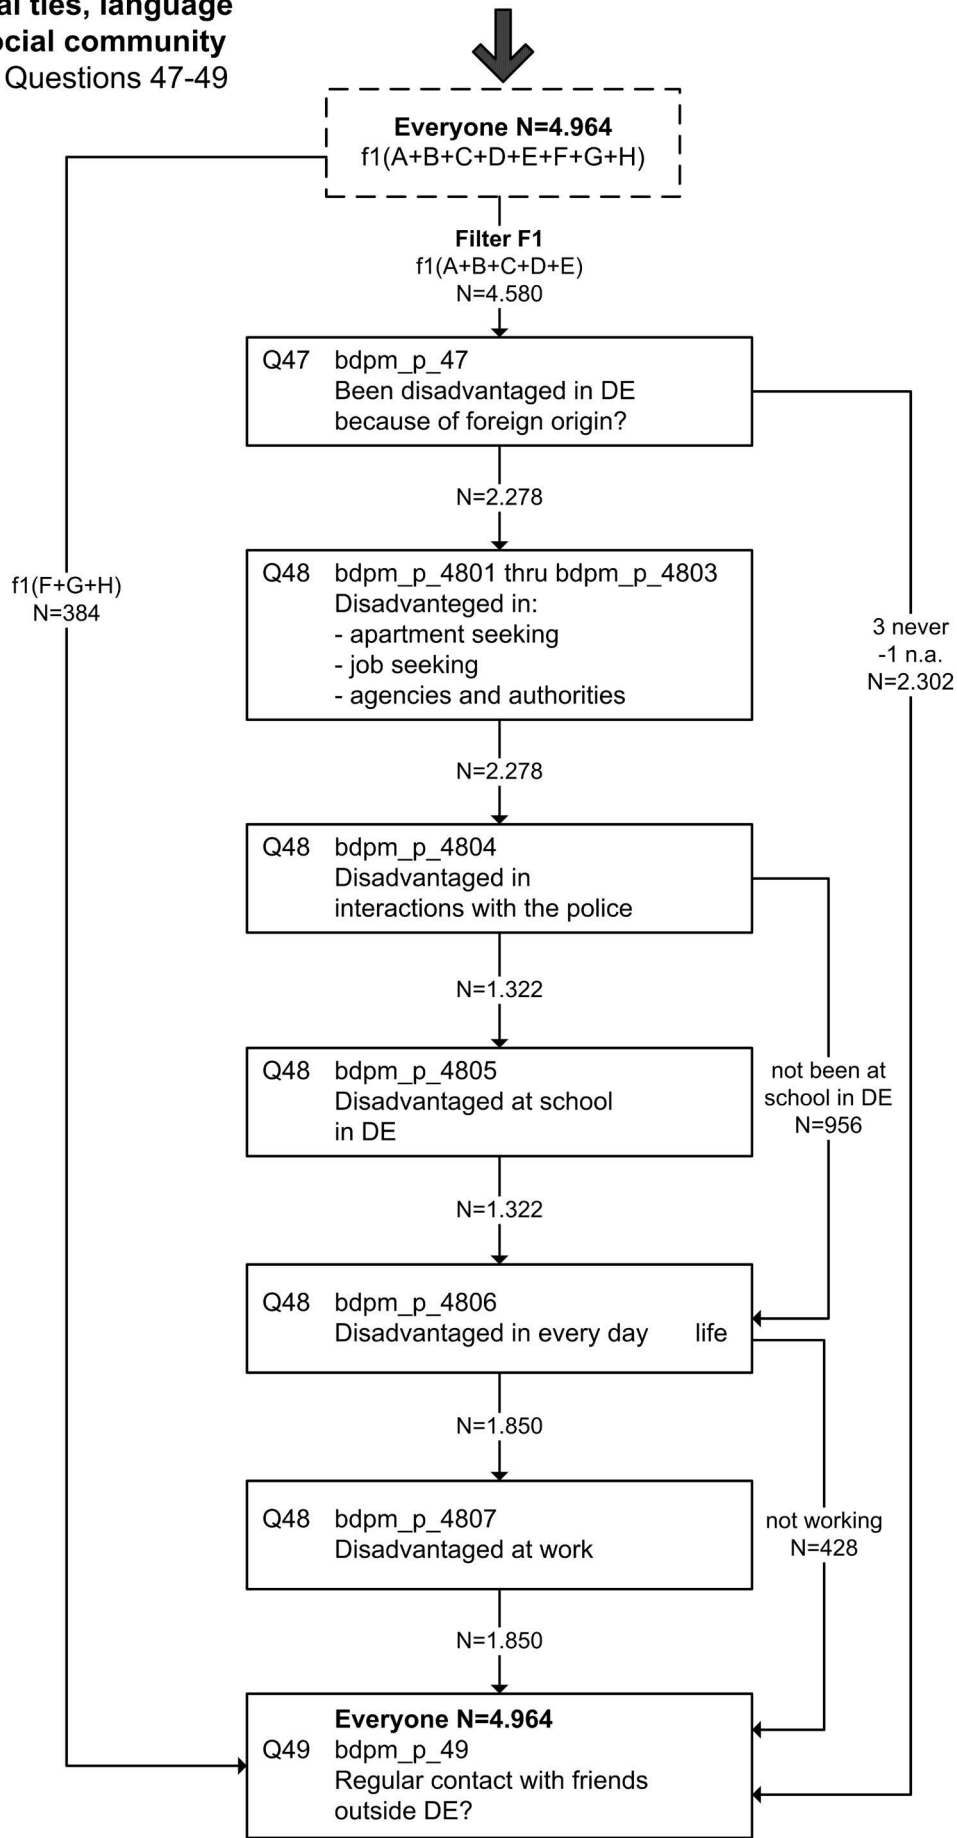 al ties, language
ocial community
Questions 47-49
Everyone N=4.964
f1(A+B+C+D+E+F+G+H)
Filter F1
f1(A+B+C+D+E)
N=4.580
Q47 bdpm_p_47
Been disadvantaged in DE
because of foreign origin?
N=2.278
f1(F+G+H)
N=384
Q48 bdpm_p_4801 thru bdpm_p_4803
Disadvanteged in:
- apartment seeking
- job seeking
- agencies and authorities
3 never
-1 n.a.
N=2.302
N=2.278
Q48 bdpm_p_4804
Disadvantaged in
interactions with the police
N=1.322
Q48 bdpm_p_4805
Disadvantaged at school
in DE
not been at
school in DE
N=956
N=1.322
Q48 bdpm_p_4806
Disadvantaged in every day life
N=1.850
Q48 bdpm_p_4807
Disadvantaged at work
not working
N=428
N=1.850
Everyone N=4.964
Q49 bdpm_p_49
Regular contact with friends
outside DE?